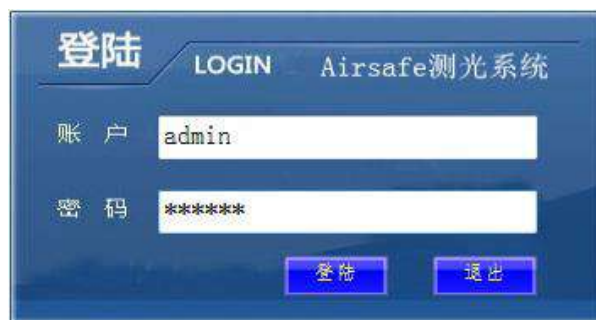 登陆 LOGIN Airsafe测光系统
账 户 admin
密 码 ******
登陆 退出